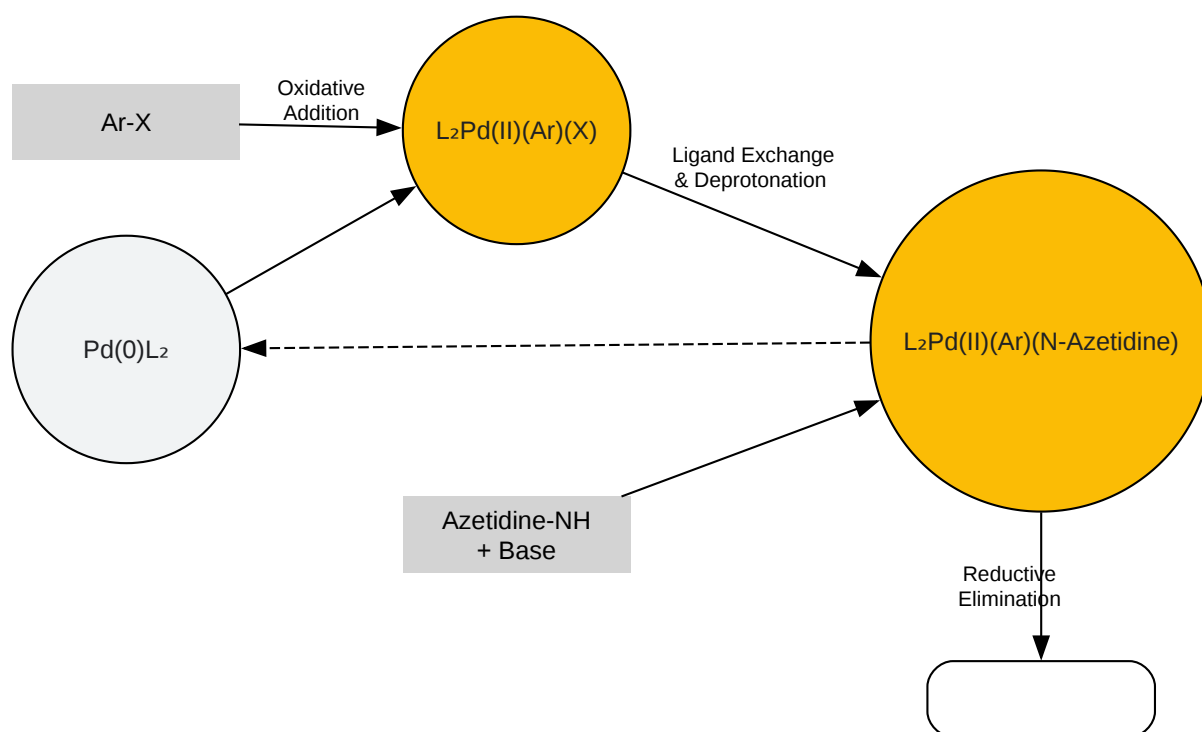 Oxidative
Addition
Ar-X
L₂Pd(II)(Ar)(X)
Ligand Exchange
& Deprotonation
Pd(0)L₂
L₂Pd(II)(Ar)(N-Azetidine)
Azetidine-NH
+ Base
Reductive
Elimination